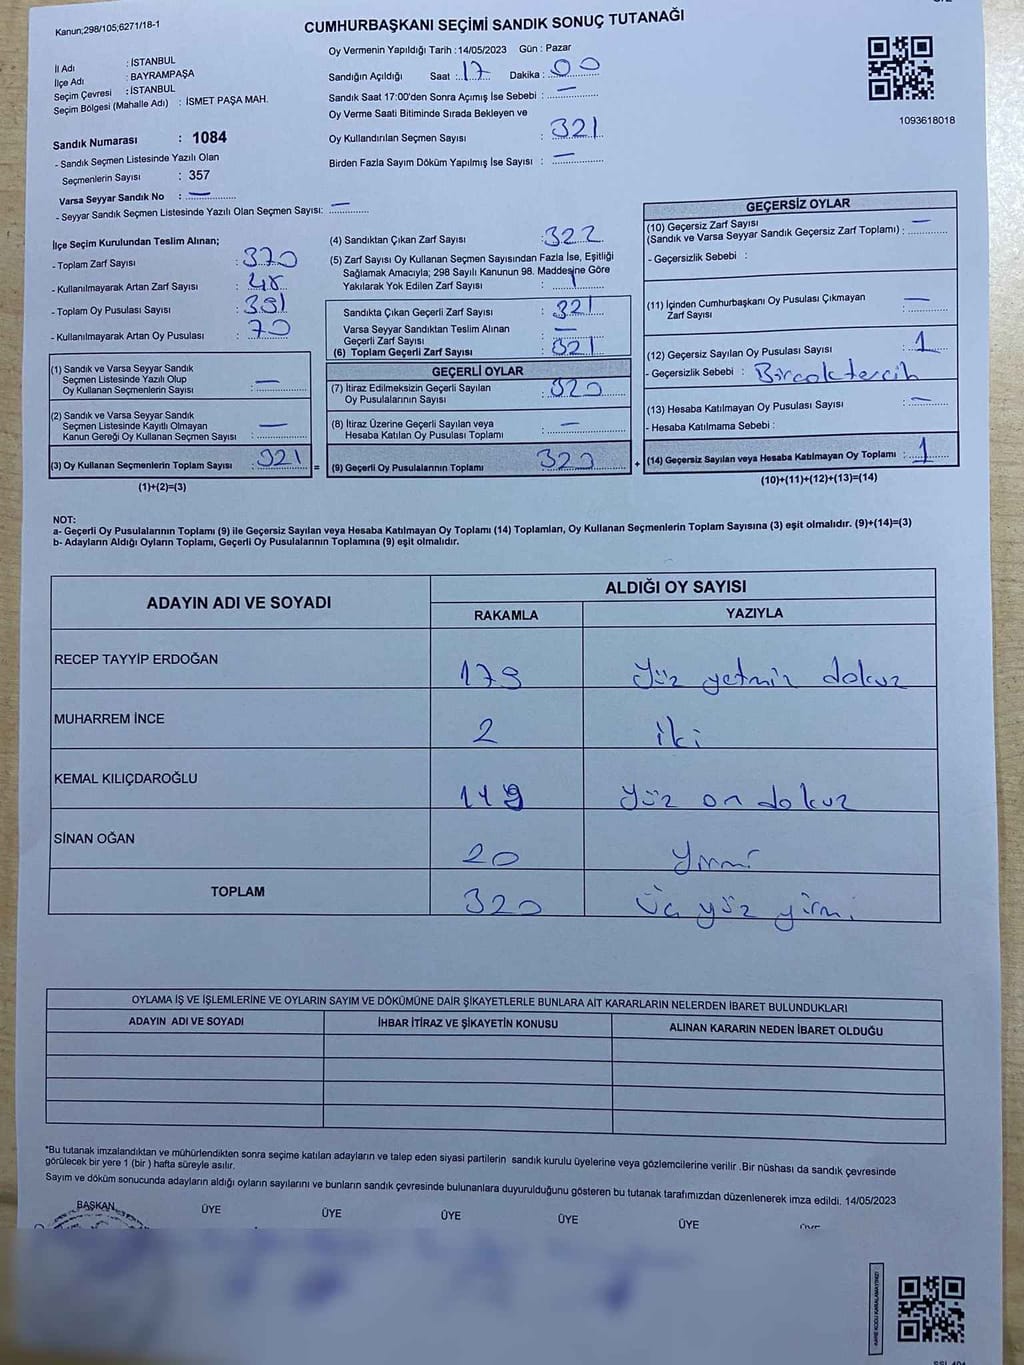 Kanun;298/105;6271/18-1
CUMHURBAŞKANI SEÇİMİ SANDIK SONUÇ TUTANAĞI
İl Adı : İSTANBUL
İlçe Adı : BAYRAMPAŞA
Seçim Çevresi : İSTANBUL
Seçim Bölgesi (Mahalle Adı) : İSMET PAŞA MAH.
Oy Vermenin Yapıldığı Tarih : 14/05/2023 Gün : Pazar
Sandığın Açıldığı Saat : 17 Dakika : 00
Sandık Saat 17:00'den Sonra Açımış İse Sebebi : —
Oy Verme Saati Bitiminde Sırada Bekleyen ve
Oy Kullandırılan Seçmen Sayısı : 321
Birden Fazla Sayım Döküm Yapılmış İse Sayısı : —
1093618018
Sandık Numarası : 1084
- Sandık Seçmen Listesinde Yazılı Olan
Seçmenlerin Sayısı : 357
Varsa Seyyar Sandık No : —
- Seyyar Sandık Seçmen Listesinde Yazılı Olan Seçmen Sayısı: —
İlçe Seçim Kurulundan Teslim Alınan;
- Toplam Zarf Sayısı : 370
- Kullanılmayarak Artan Zarf Sayısı : 48
- Toplam Oy Pusulası Sayısı : 391
- Kullanılmayarak Artan Oy Pusulası : 70
(1) Sandık ve Varsa Seyyar Sandık
Seçmen Listesinde Yazılı Olup
Oy Kullanan Seçmenlerin Sayısı : —
(2) Sandık ve Varsa Seyyar Sandık
Seçmen Listesinde Kayıtlı Olmayan
Kanun Gereği Oy Kullanan Seçmen Sayısı : —
(3) Oy Kullanan Seçmenlerin Toplam Sayısı : 321
(1)+(2)=(3)
(4) Sandıktan Çıkan Zarf Sayısı : 322
(5) Zarf Sayısı Oy Kullanan Seçmen Sayısından Fazla İse, Eşitliği
Sağlamak Amacıyla; 298 Sayılı Kanunun 98. Maddesine Göre
Yakılarak Yok Edilen Zarf Sayısı : 1
Sandıkta Çıkan Geçerli Zarf Sayısı : 321
Varsa Seyyar Sandıktan Teslim Alınan
Geçerli Zarf Sayısı : —
(6) Toplam Geçerli Zarf Sayısı : 321
GEÇERLİ OYLAR
(7) İtiraz Edilmeksizin Geçerli Sayılan
Oy Pusulalarının Sayısı : 320
(8) İtiraz Üzerine Geçerli Sayılan veya
Hesaba Katılan Oy Pusulası Toplamı : —
= (9) Geçerli Oy Pusulalarının Toplamı 320
GEÇERSİZ OYLAR
(10) Geçersiz Zarf Sayısı
(Sandık ve Varsa Seyyar Sandık Geçersiz Zarf Toplamı) : —
- Geçersizlik Sebebi :
(11) İçinden Cumhurbaşkanı Oy Pusulası Çıkmayan
Zarf Sayısı : —
(12) Geçersiz Sayılan Oy Pusulası Sayısı : 1
- Geçersizlik Sebebi : Birçok tercih
(13) Hesaba Katılmayan Oy Pusulası Sayısı : —
- Hesaba Katılmama Sebebi :
+ (14) Geçersiz Sayılan veya Hesaba Katılmayan Oy Toplamı : 1
(10)+(11)+(12)+(13)=(14)
NOT:
a- Geçerli Oy Pusulalarının Toplamı (9) ile Geçersiz Sayılan veya Hesaba Katılmayan Oy Toplamı (14) Toplamları, Oy Kullanan Seçmenlerin Toplam Sayısına (3) eşit olmalıdır. (9)+(14)=(3)
b- Adayların Aldığı Oyların Toplamı, Geçerli Oy Pusulalarının Toplamına (9) eşit olmalıdır.
ADAYIN ADI VE SOYADI
ALDIĞI OY SAYISI
RAKAMLA YAZIYLA
RECEP TAYYİP ERDOĞAN 179 Yüz yetmiş dokuz
MUHARREM İNCE 2 iki
KEMAL KILIÇDAROĞLU 119 Yüz on dokuz
SİNAN OĞAN 20 Yirmi
TOPLAM 320 Üç yüz yirmi
OYLAMA İŞ VE İŞLEMLERİNE VE OYLARIN SAYIM VE DÖKÜMÜNE DAİR ŞİKAYETLERLE BUNLARA AİT KARARLARIN NELERDEN İBARET BULUNDUKLARI
ADAYIN ADI VE SOYADI İHBAR İTİRAZ VE ŞİKAYETİN KONUSU ALINAN KARARIN NEDEN İBARET OLDUĞU
*Bu tutanak imzalandıktan ve mühürlendikten sonra seçime katılan adayların ve talep eden siyasi partilerin sandık kurulu üyelerine veya gözlemcilerine verilir .Bir nüshası da sandık çevresinde
görülecek bir yere 1 (bir ) hafta süreyle asılır.
Sayım ve döküm sonucunda adayların aldığı oyların sayılarını ve bunların sandık çevresinde bulunanlara duyurulduğunu gösteren bu tutanak tarafımızdan düzenlenerek imza edildi. 14/05/2023
BAŞKAN ÜYE ÜYE ÜYE ÜYE ÜYE ÜYE